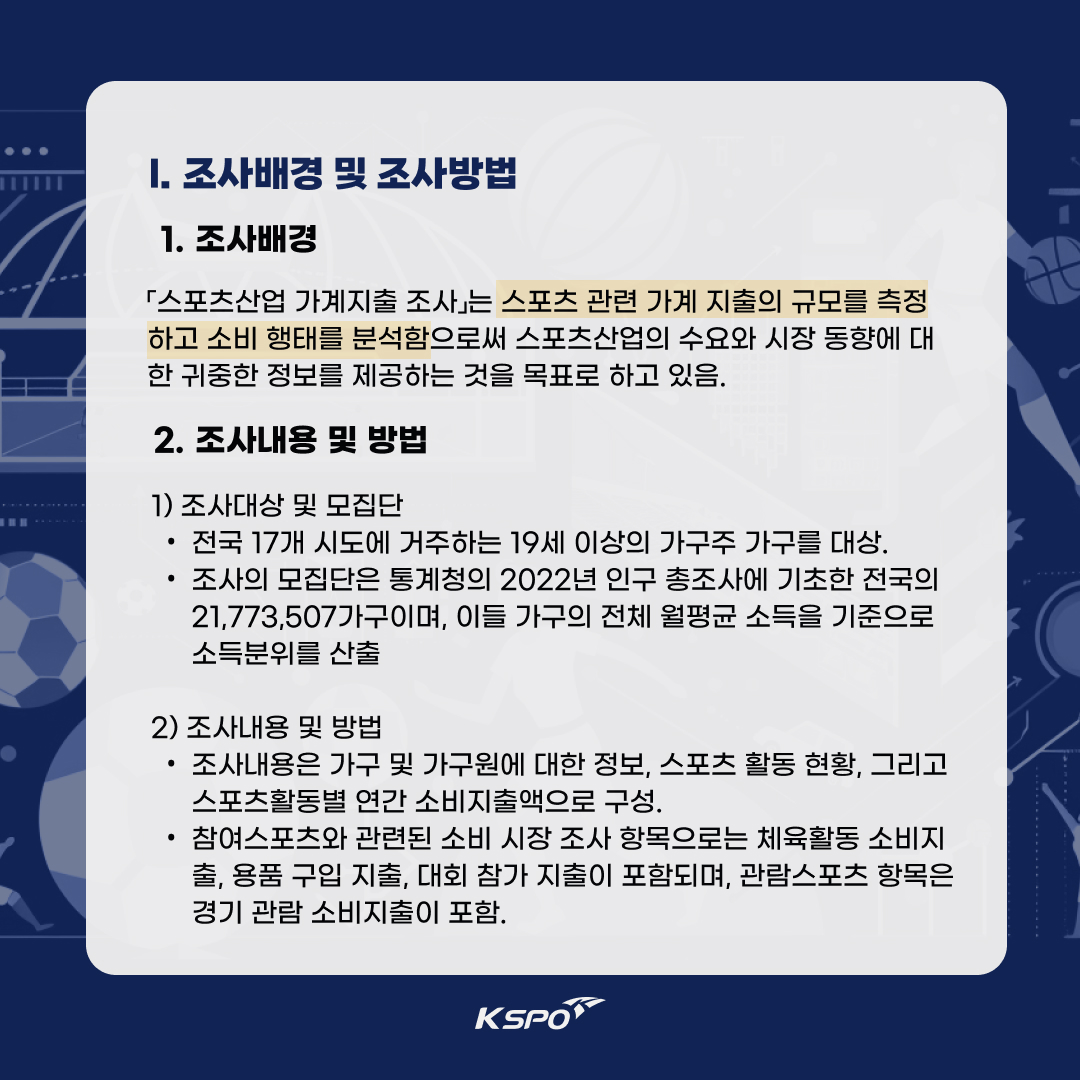 I. 조사배경 및 조사방법
1. 조사배경
「스포츠산업 가계지출 조사」는 스포츠 관련 가계 지출의 규모를 측정
하고 소비 행태를 분석함으로써 스포츠산업의 수요와 시장 동향에 대
한 귀중한 정보를 제공하는 것을 목표로 하고 있음.
2. 조사내용 및 방법
1) 조사대상 및 모집단
• 전국 17개 시도에 거주하는 19세 이상의 가구주 가구를 대상.
• 조사의 모집단은 통계청의 2022년 인구 총조사에 기초한 전국의
21,773,507가구이며, 이들 가구의 전체 월평균 소득을 기준으로
소득분위를 산출
2) 조사내용 및 방법
• 조사내용은 가구 및 가구원에 대한 정보, 스포츠 활동 현황, 그리고
스포츠활동별 연간 소비지출액으로 구성.
• 참여스포츠와 관련된 소비 시장 조사 항목으로는 체육활동 소비지
출, 용품 구입 지출, 대회 참가 지출이 포함되며, 관람스포츠 항목은
경기 관람 소비지출이 포함.
KSPO